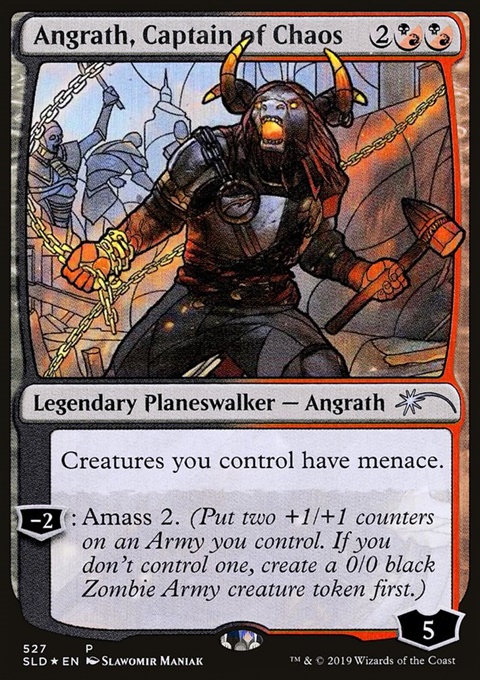 Angrath, Captain of Chaos 2
Legendary Planeswalker — Angrath
Creatures you control have menace.
-2 : Amass 2. (Put two +1/+1 counters
on an Army you control. If you
don't control one, create a 0/0 black
Zombie Army creature token first.)
5
527 P
SLD ★ EN Slawomir Maniak
™ & © 2019 Wizards of the Coast